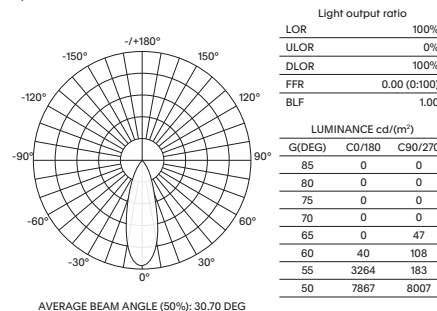 -/+180°
-150° 150°
-120° 120°
-90° 90°
-60° 60°
-30° 30°
0°
AVERAGE BEAM ANGLE (50%): 30.70 DEG
Light output ratio
LOR 100%
ULOR 0%
DLOR 100%
FFR 0.00 (0:100)
BLF 1.00
LUMINANCE cd/(m²)
G(DEG) C0/180 C90/270
85 0 0
80 0 0
75 0 0
70 0 0
65 0 47
60 40 108
55 3264 183
50 7867 8007